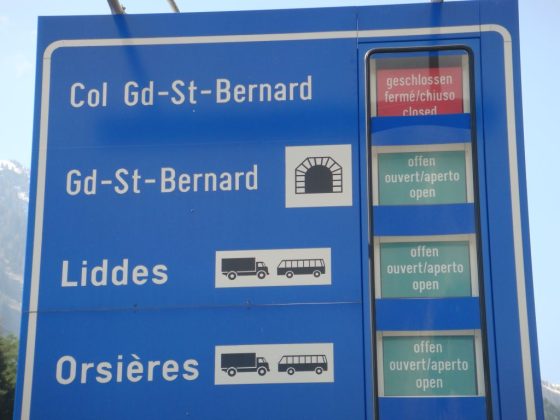 Col Gd-St-Bernard
geschlossen
fermé/chiuso
closed
Gd-St-Bernard
offen
ouvert/aperto
open
Liddes
offen
ouvert/aperto
open
Orsières
offen
ouvert/aperto
open